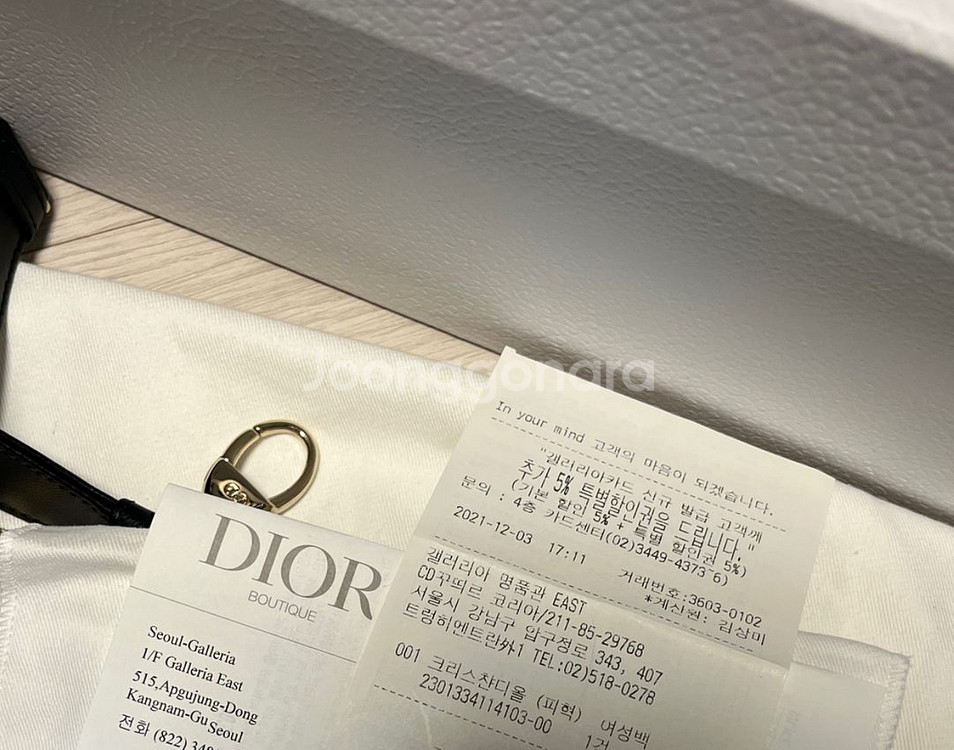 Joonggonara
In your mind 고객의 마음이 되겠습니다.
"갤러리아카드 신규 발급 고객께
추가 5% 특별할인권을 드립니다."
(기본 할인 5% + 특별 할인권 5%)
문의 : 4층 카드센터(02)3449-4373~6)
2021-12-03 17:11 거래번호:3603-0102
*계산원: 김상미
갤러리아 명품관 EAST
CD꾸띄르 코리아/211-85-29768
서울시 강남구 압구정로 343, 407
트렁히엔트란外1 TEL:02)518-0278
001 크리스챤디올 (피혁) 여성백
2301334114103-00 1건
DIOR
BOUTIQUE
Seoul-Galleria
1/F Galleria East
515,Apgujung-Dong
Kangnam-Gu Seoul
전화 (822) 348